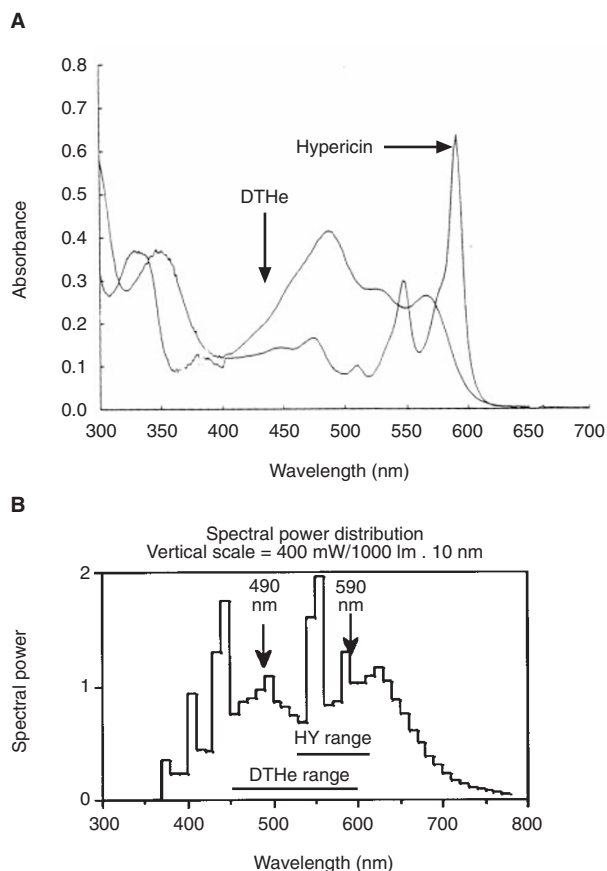 A
0.8
0.7
0.6
0.5
0.4
0.3
0.2
0.1
0.0
Absorbance
Hypericin
DTHe
300 350 400 450 500 550 600 650 700
Wavelength (nm)
B
Spectral power distribution
Vertical scale = 400 mW/1000 lm . 10 nm
2
1
0
Spectral power
490
nm
590
nm
HY range
DTHe range
300 400 500 600 700 800
Wavelength (nm)